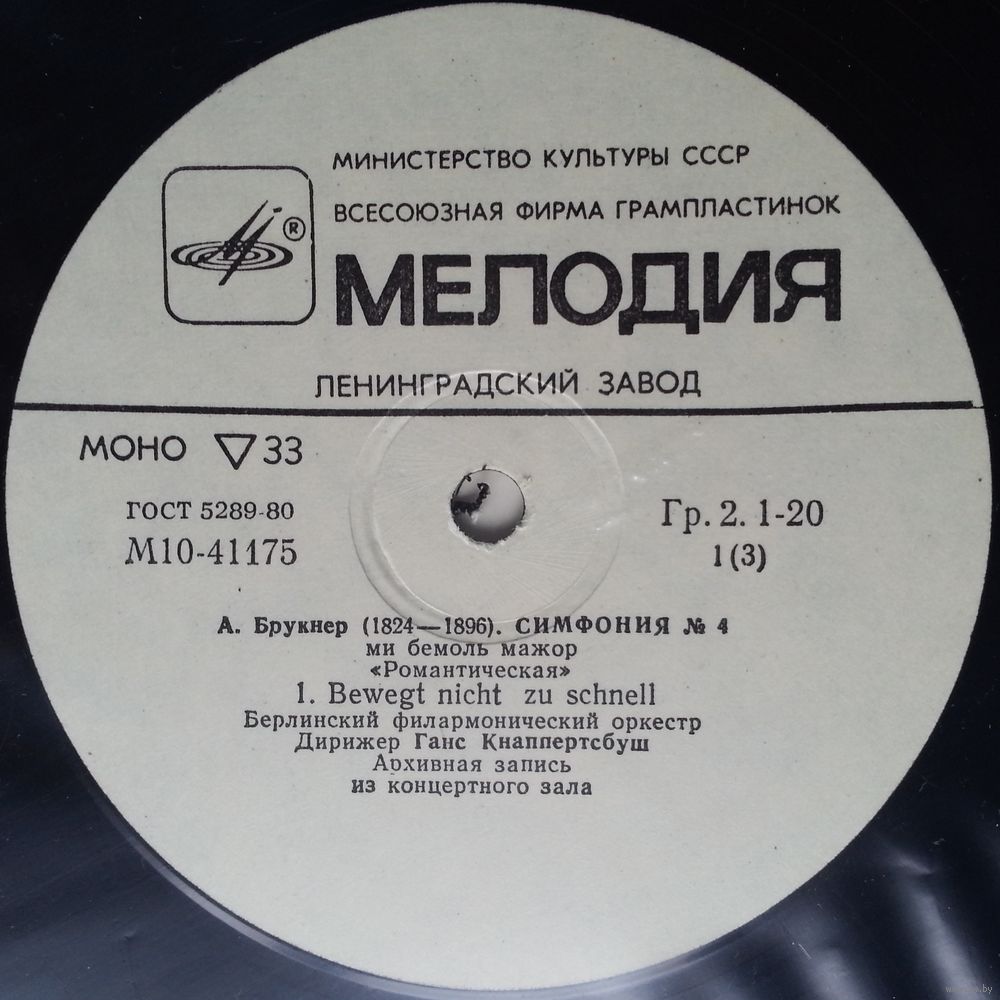 МИНИСТЕРСТВО КУЛЬТУРЫ СССР
ВСЕСОЮЗНАЯ ФИРМА ГРАМПЛАСТИНОК
®
МЕЛОДИЯ
ЛЕНИНГРАДСКИЙ ЗАВОД
МОНО ▽ 33
ГОСТ 5289-80
М10-41175
Гр. 2. 1-20
1 (3)
А. Брукнер (1824—1896). СИМФОНИЯ № 4
ми бемоль мажор
«Романтическая»
1. Bewegt nicht zu schnell
Берлинский филармонический оркестр
Дирижер Ганс Кнаппертсбуш
Архивная запись
из концертного зала